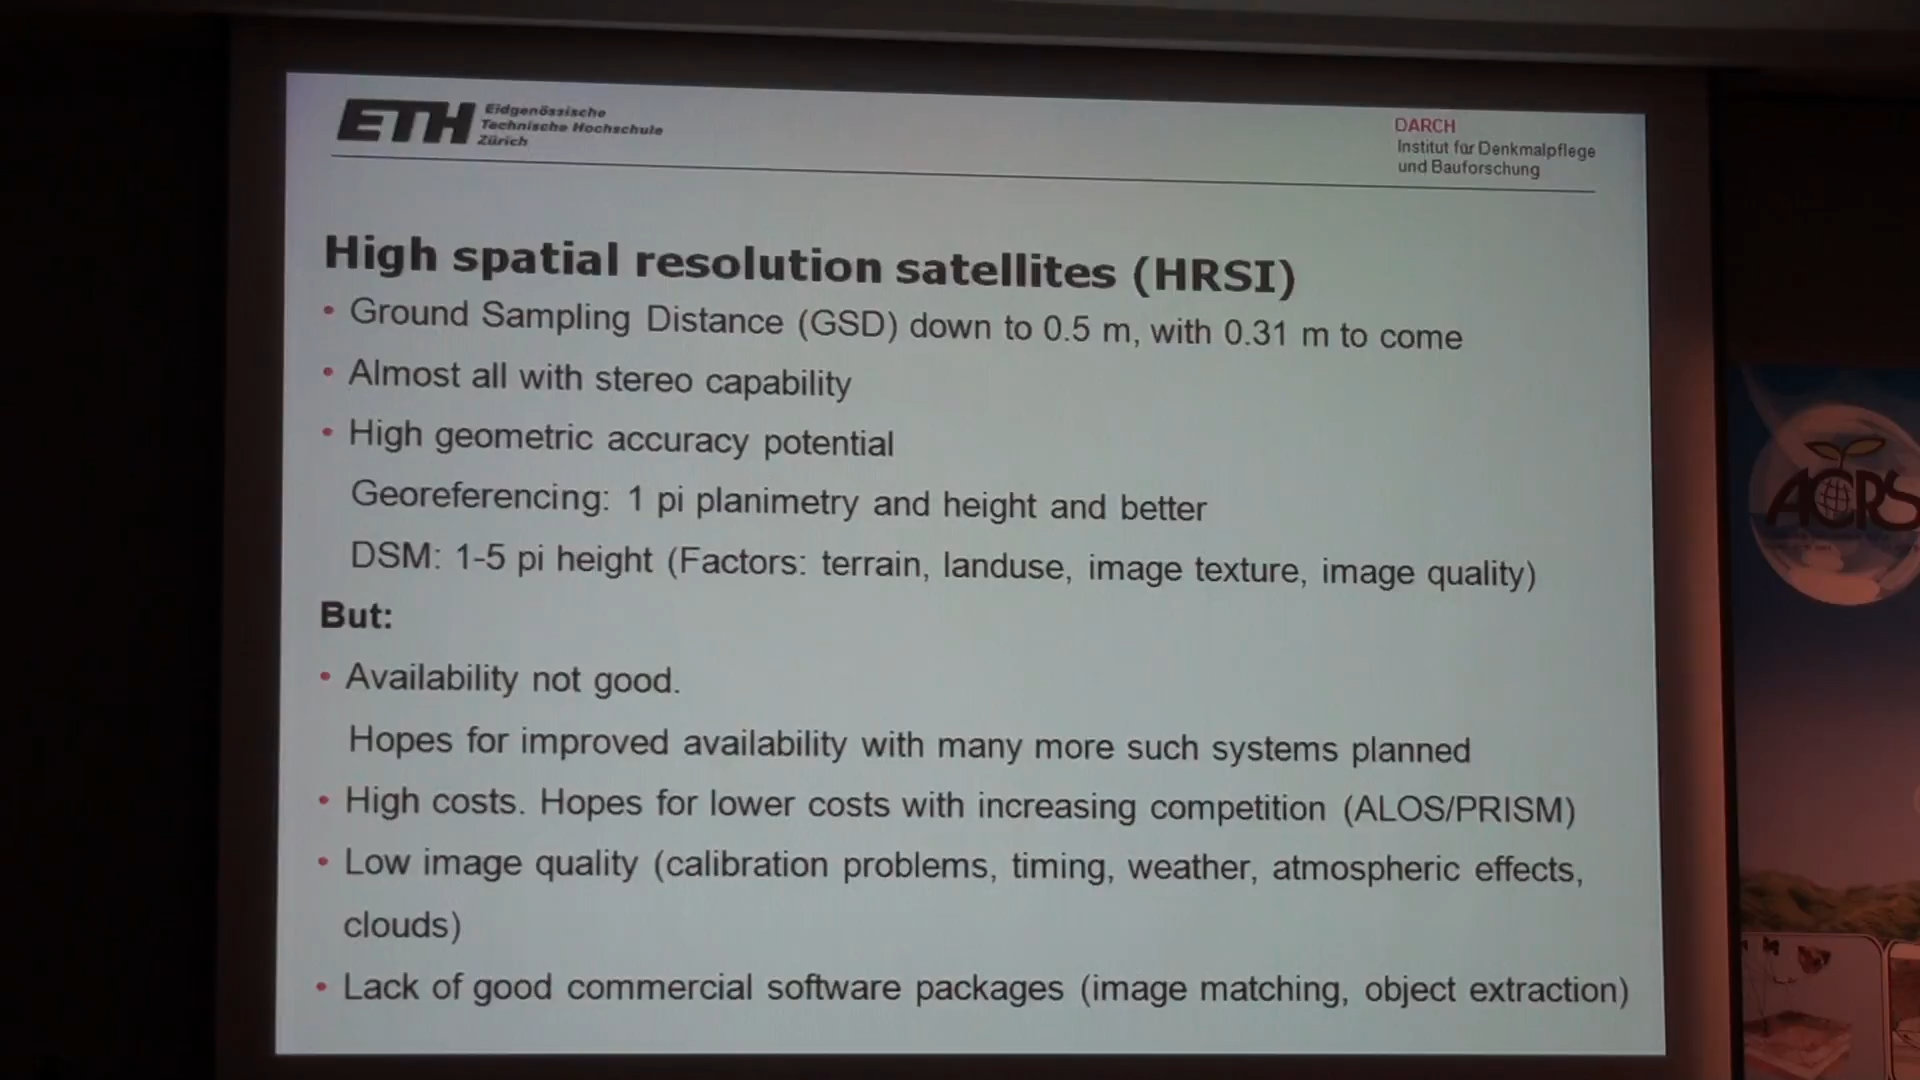 ETH Eidgenössische
Technische Hochschule
Zürich
DARCH
Institut für Denkmalpflege
und Bauforschung
High spatial resolution satellites (HRSI)
• Ground Sampling Distance (GSD) down to 0.5 m, with 0.31 m to come
• Almost all with stereo capability
• High geometric accuracy potential
Georeferencing: 1 pi planimetry and height and better
DSM: 1-5 pi height (Factors: terrain, landuse, image texture, image quality)
But:
• Availability not good.
Hopes for improved availability with many more such systems planned
• High costs. Hopes for lower costs with increasing competition (ALOS/PRISM)
• Low image quality (calibration problems, timing, weather, atmospheric effects,
clouds)
• Lack of good commercial software packages (image matching, object extraction)
ACRS